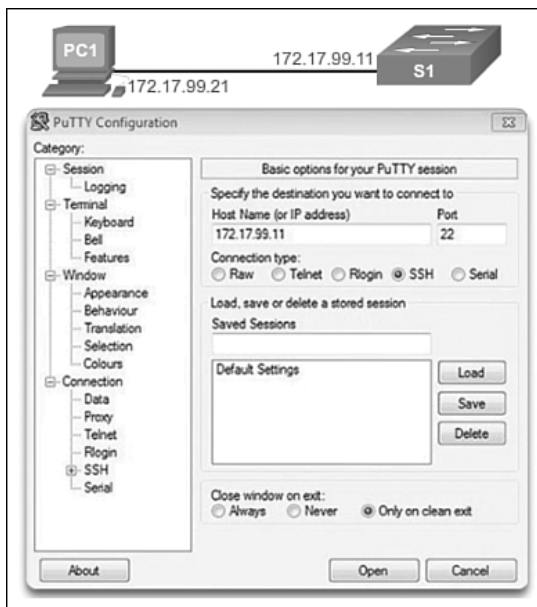 PC1
172.17.99.11
S1
172.17.99.21
PuTTY Configuration
Category:
Session
Logging
Terminal
Keyboard
Bell
Features
Window
Appearance
Behaviour
Translation
Selection
Colours
Connection
Data
Proxy
Telnet
Rlogin
SSH
Serial
Basic options for your PuTTY session
Specify the destination you want to connect to
Host Name (or IP address) Port
172.17.99.11 22
Connection type:
Raw Telnet Rlogin SSH Serial
Load, save or delete a stored session
Saved Sessions
Default Settings
Load
Save
Delete
Close window on exit:
Always Never Only on clean exit
About Open Cancel